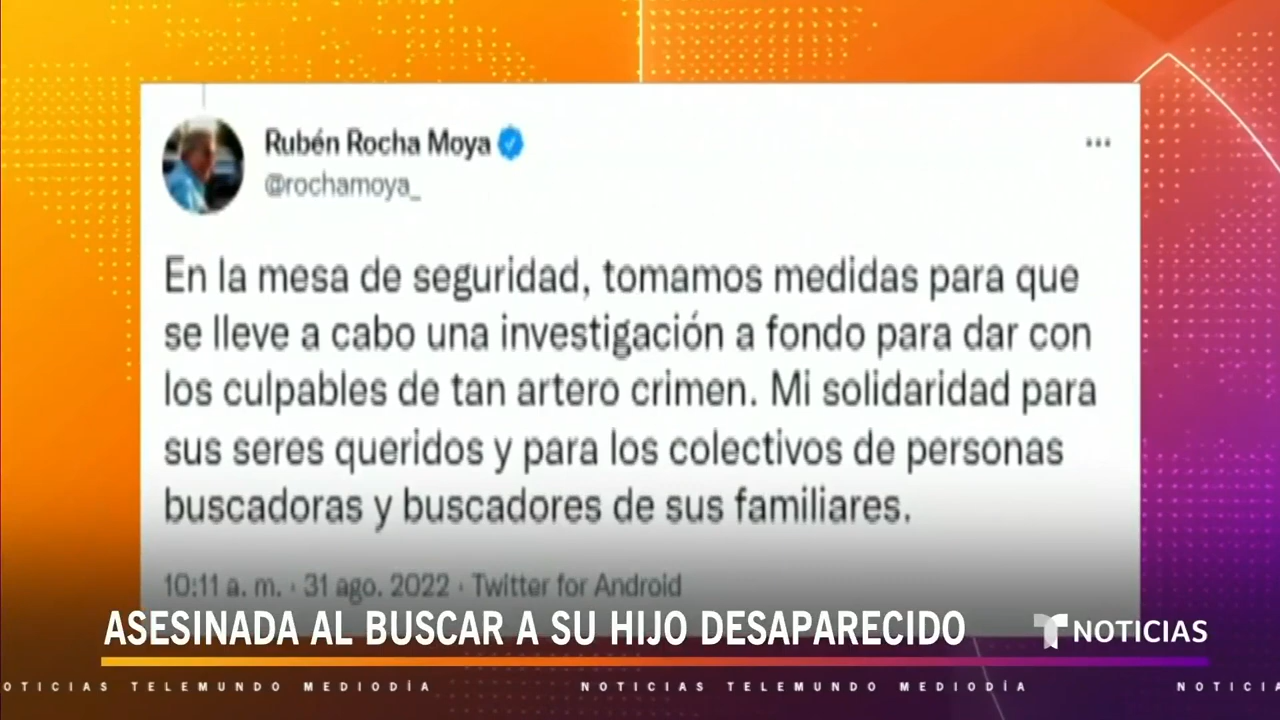 Rubén Rocha Moya
@rochamoya_
En la mesa de seguridad, tomamos medidas para que
se lleve a cabo una investigación a fondo para dar con
los culpables de tan artero crimen. Mi solidaridad para
sus seres queridos y para los colectivos de personas
buscadoras y buscadores de sus familiares.
10:11 a. m. · 31 ago. 2022 · Twitter for Android
ASESINADA AL BUSCAR A SU HIJO DESAPARECIDO
NOTICIAS
OTICIAS TELEMUNDO MEDIODÍA NOTICIAS TELEMUNDO MEDIODÍA NOTICIA